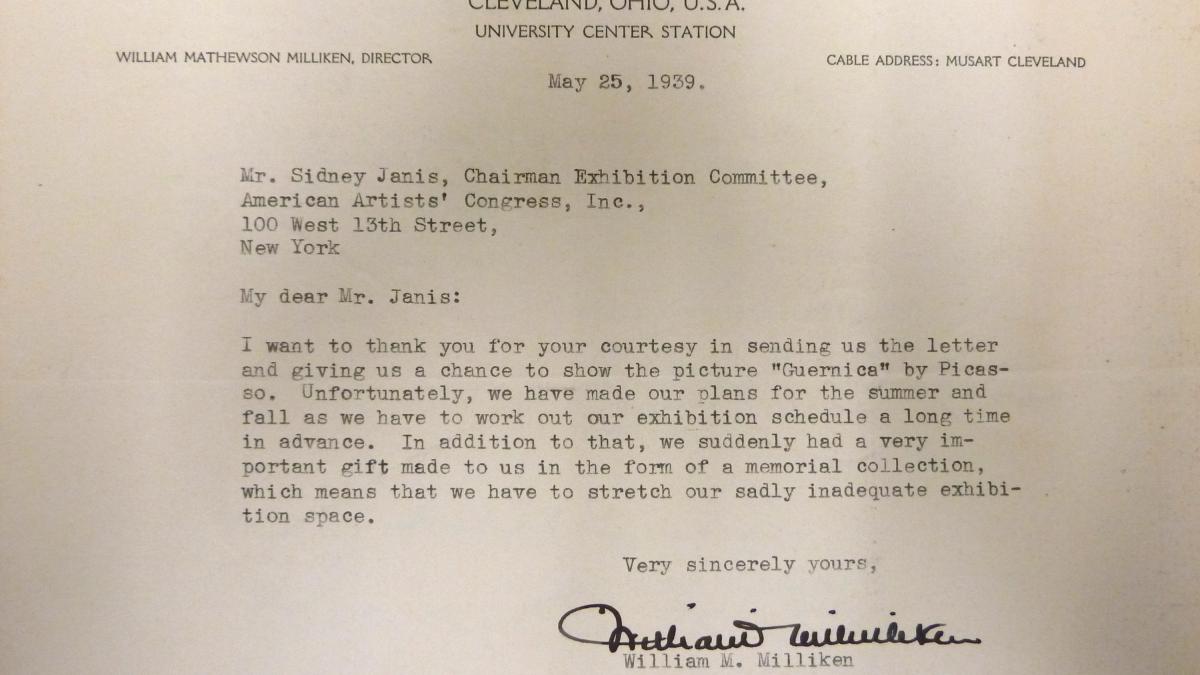 CLEVELAND, OHIO, U.S.A.
UNIVERSITY CENTER STATION
WILLIAM MATHEWSON MILLIKEN, DIRECTOR
CABLE ADDRESS: MUSART CLEVELAND
May 25, 1939.
Mr. Sidney Janis, Chairman Exhibition Committee,
American Artists' Congress, Inc.,
100 West 13th Street,
New York
My dear Mr. Janis:
I want to thank you for your courtesy in sending us the letter
and giving us a chance to show the picture "Guernica" by Picas-
so.  Unfortunately, we have made our plans for the summer and
fall as we have to work out our exhibition schedule a long time
in advance.  In addition to that, we suddenly had a very im-
portant gift made to us in the form of a memorial collection,
which means that we have to stretch our sadly inadequate exhibi-
tion space.
Very sincerely yours,
William Milliken
William M. Milliken